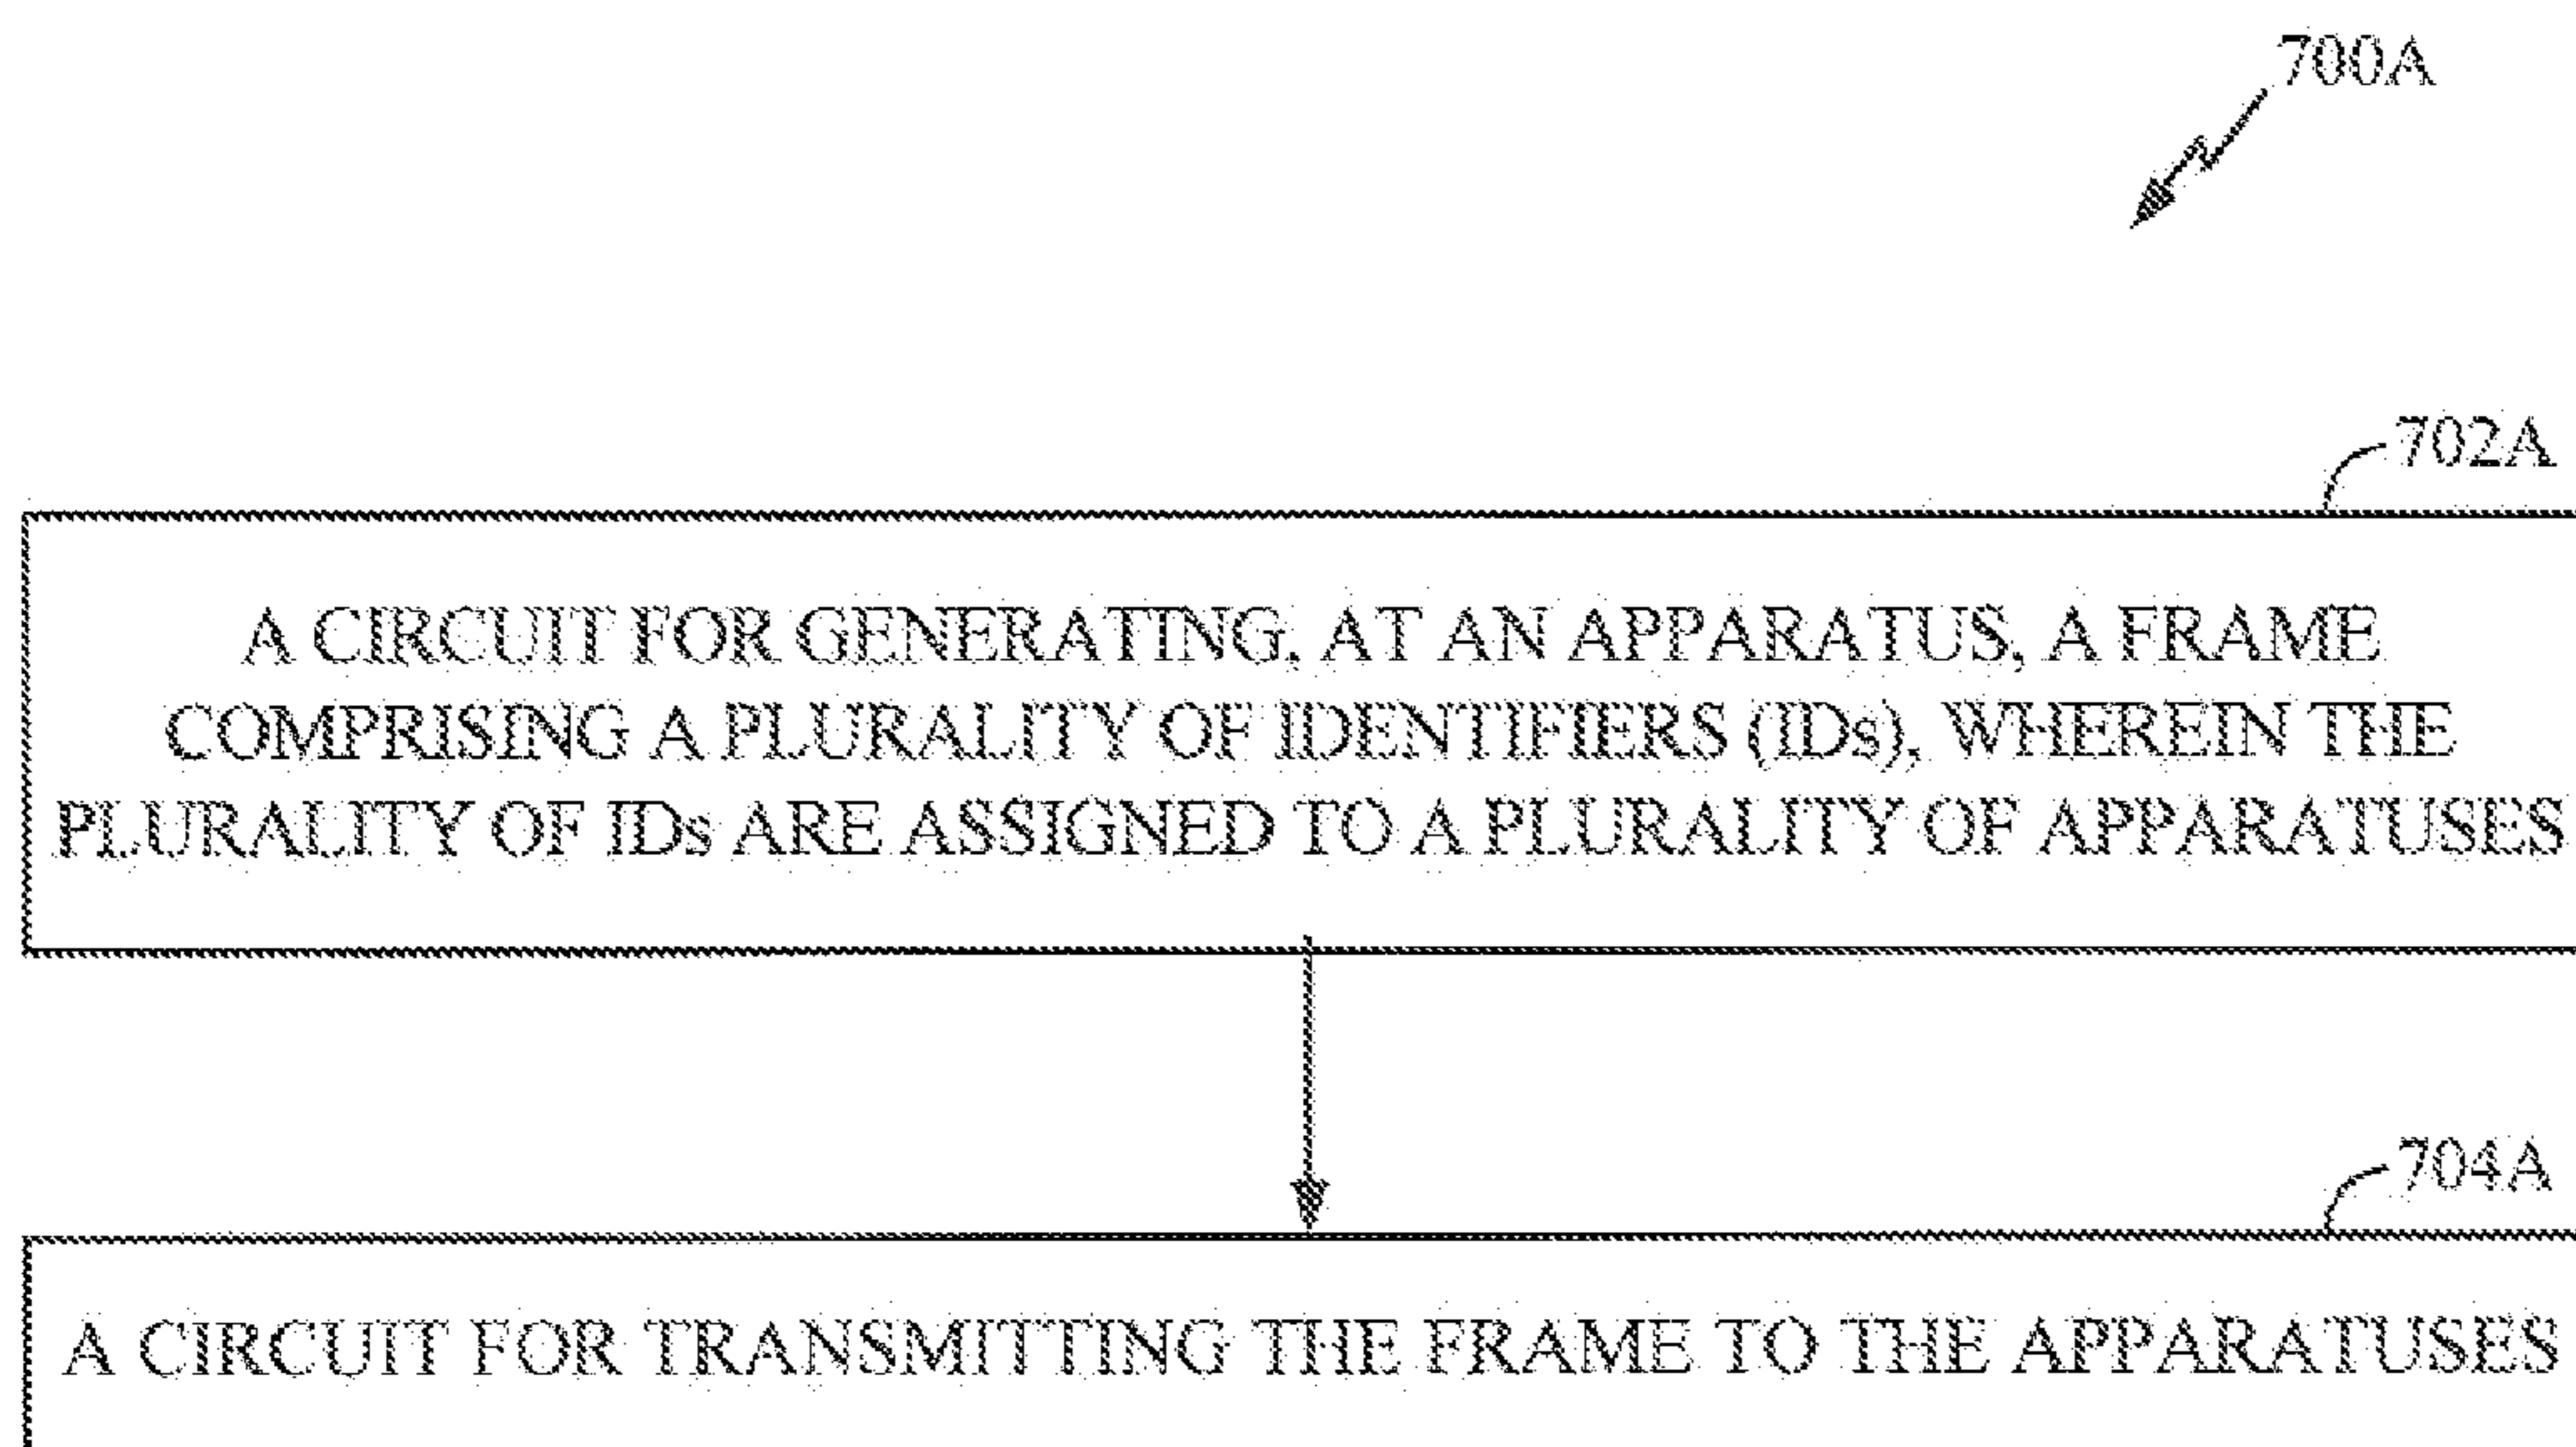 700A
702A
A CIRCUIT FOR GENERATING, AT AN APPARATUS, A FRAME
COMPRISING A PLURALITY OF IDENTIFIERS (IDs), WHEREIN THE
PLURALITY OF IDs ARE ASSIGNED TO A PLURALITY OF APPARATUSES
704A
A CIRCUIT FOR TRANSMITTING THE FRAME TO THE APPARATUSES